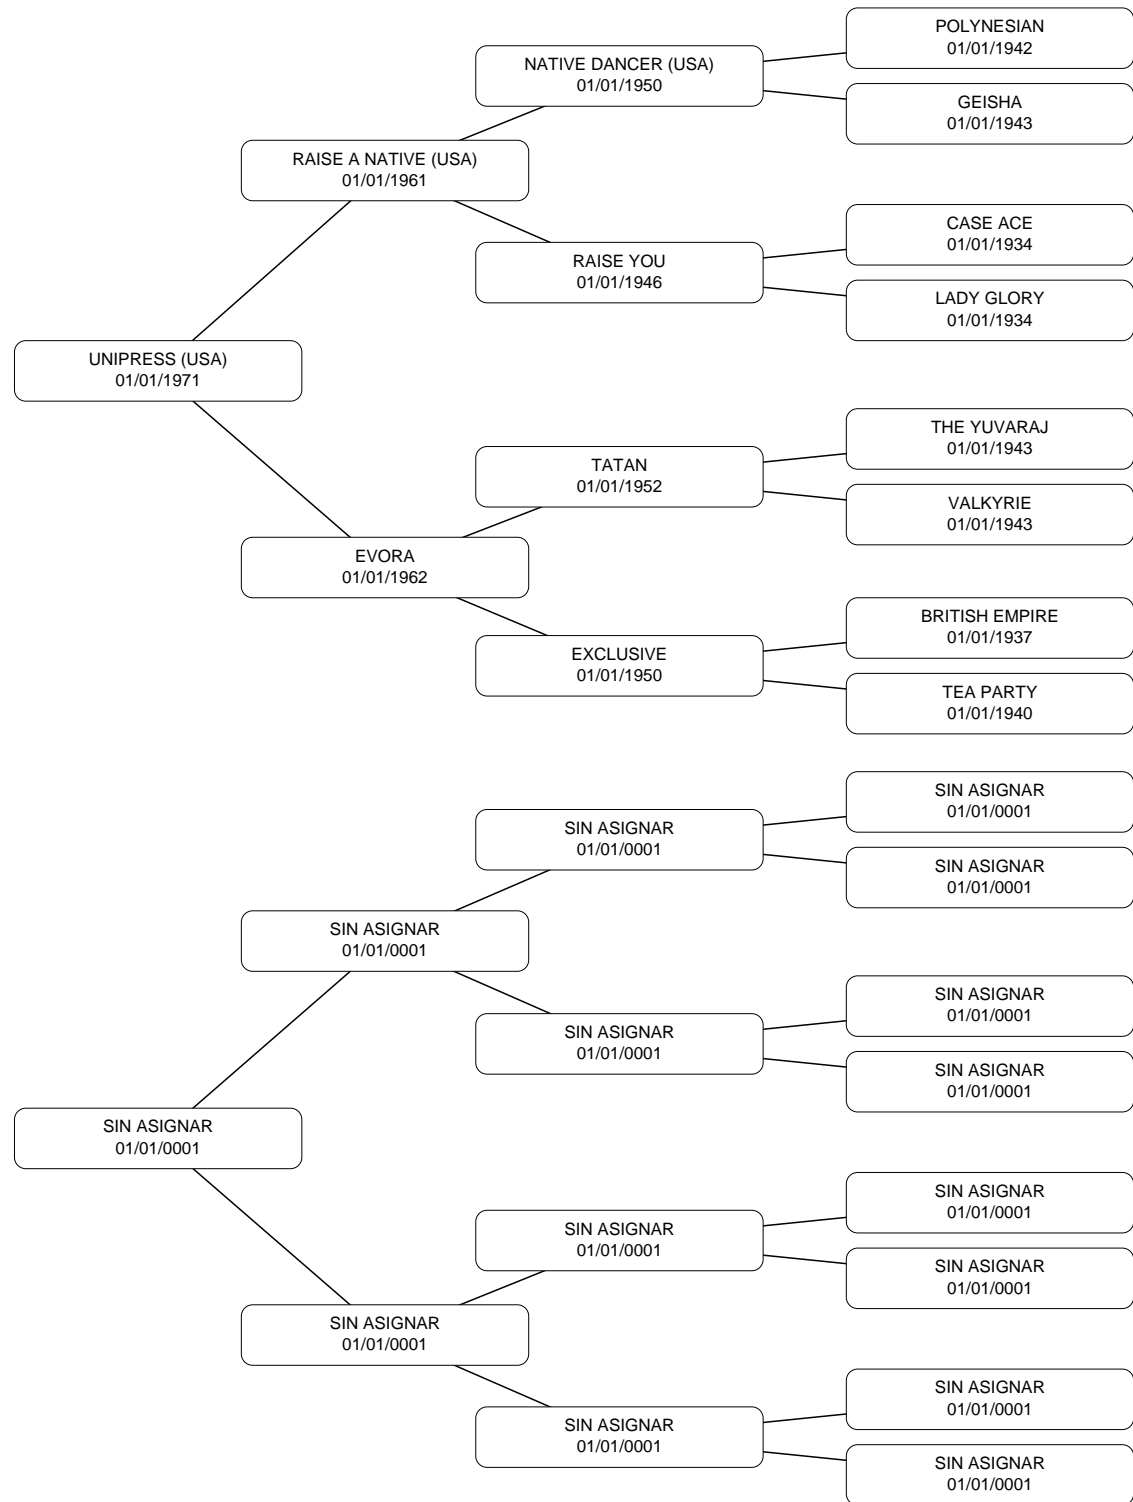 POLYNESIAN
01/01/1942
NATIVE DANCER (USA)
01/01/1950
GEISHA
01/01/1943
RAISE A NATIVE (USA)
01/01/1961
CASE ACE
01/01/1934
RAISE YOU
01/01/1946
LADY GLORY
01/01/1934
UNIPRESS (USA)
01/01/1971
THE YUVARAJ
01/01/1943
TATAN
01/01/1952
VALKYRIE
01/01/1943
EVORA
01/01/1962
BRITISH EMPIRE
01/01/1937
EXCLUSIVE
01/01/1950
TEA PARTY
01/01/1940
SIN ASIGNAR
01/01/0001
SIN ASIGNAR
01/01/0001
SIN ASIGNAR
01/01/0001
SIN ASIGNAR
01/01/0001
SIN ASIGNAR
01/01/0001
SIN ASIGNAR
01/01/0001
SIN ASIGNAR
01/01/0001
SIN ASIGNAR
01/01/0001
SIN ASIGNAR
01/01/0001
SIN ASIGNAR
01/01/0001
SIN ASIGNAR
01/01/0001
SIN ASIGNAR
01/01/0001
SIN ASIGNAR
01/01/0001
SIN ASIGNAR
01/01/0001
SIN ASIGNAR
01/01/0001